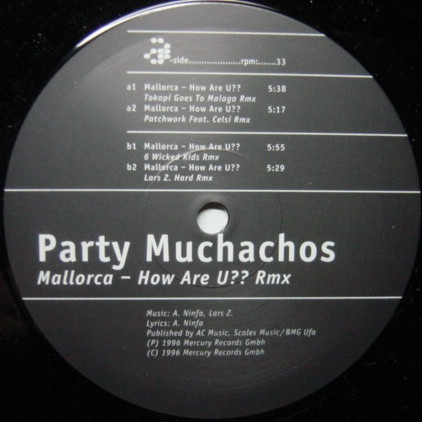 a-side....................rpm:.......33
a1 Mallorca – How Are U?? 5:38
Tokapi Goes To Malaga Rmx
a2 Mallorca – How Are U?? 5:17
Patchwork Feat. Celsi Rmx
b1 Mallorca – How Are U?? 5:55
6 Wicked Kids Rmx
b2 Mallorca – How Are U?? 5:29
Lars Z. Hard Rmx
Party Muchachos
Mallorca – How Are U?? Rmx
Music: A. Ninfa, Lars Z.
Lyrics: A. Ninfa
Published by AC Music, Scales Music/BMG Ufa
(P) 1996 Mercury Records Gmbh
(C) 1996 Mercury Records Gmbh